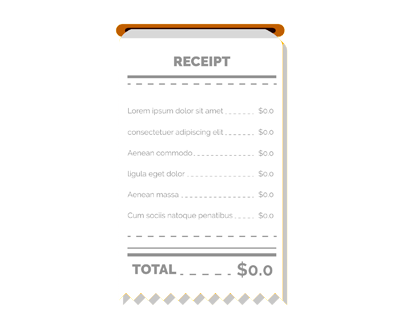 RECEIPT
Lorem ipsum dolor sit amet $0.0
consectetuer adipiscing elit $0.0
Aenean commodo $0.0
ligula eget dolor $0.0
Aenean massa $0.0
Cum sociis natoque penatibus $0.0
TOTAL $0.0